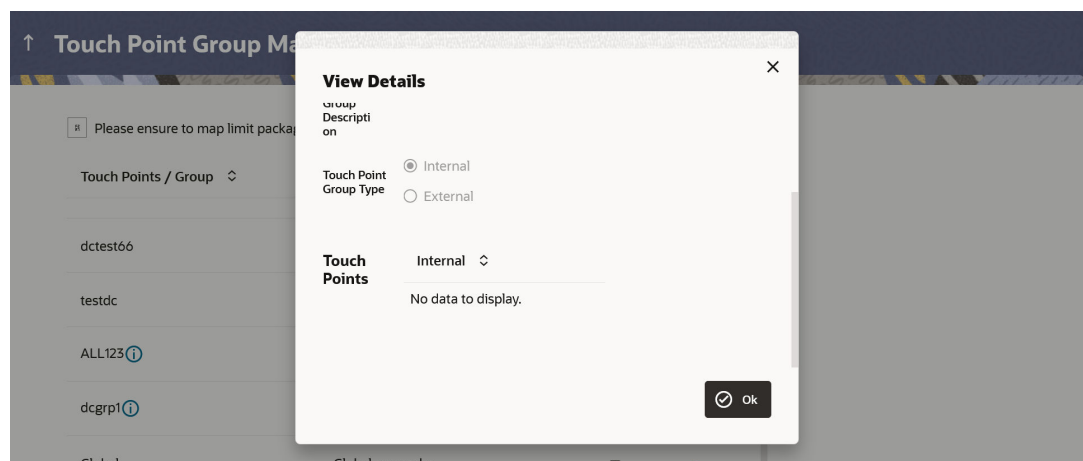 ↑ Touch Point Group Ma
View Details
Group
Descripti
on
Please ensure to map limit packa
Touch Point
Group Type
Internal
External
Touch Points / Group
dctest66
Touch
Points
Internal
testdc
No data to display.
ALL123
dcgrp1
Ok